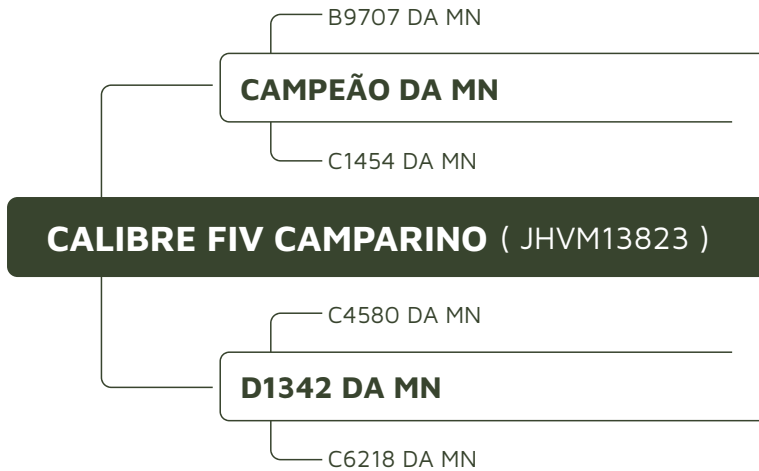 B9707 DA MN
CAMPEÃO DA MN
C1454 DA MN
CALIBRE FIV CAMPARINO ( JHVM13823 )
C4580 DA MN
D1342 DA MN
C6218 DA MN